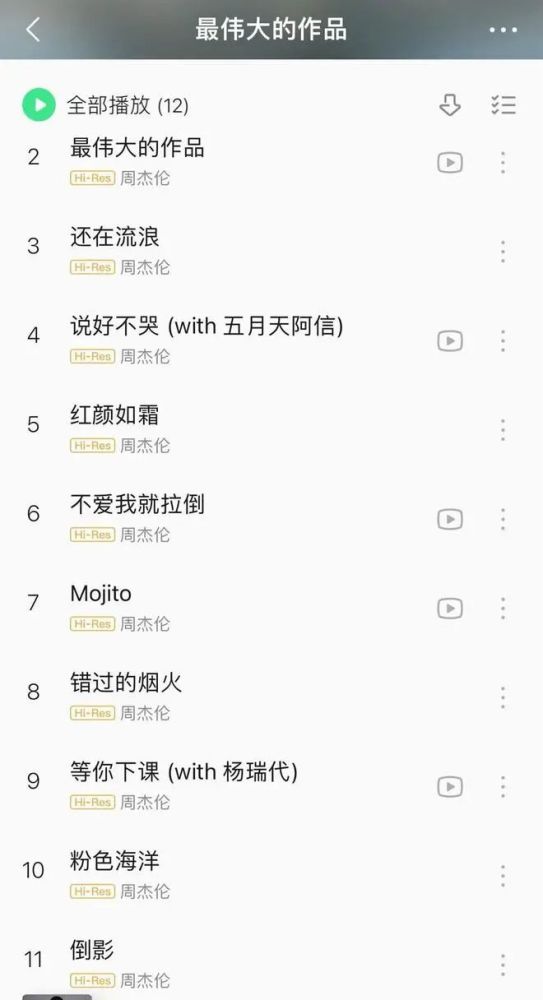 最伟大的作品
全部播放 (12)
2 最伟大的作品
Hi-Res 周杰伦
3 还在流浪
Hi-Res 周杰伦
4 说好不哭 (with 五月天阿信)
Hi-Res 周杰伦
5 红颜如霜
Hi-Res 周杰伦
6 不爱我就拉倒
Hi-Res 周杰伦
7 Mojito
Hi-Res 周杰伦
8 错过的烟火
Hi-Res 周杰伦
9 等你下课 (with 杨瑞代)
Hi-Res 周杰伦
10 粉色海洋
Hi-Res 周杰伦
11 倒影
Hi-Res 周杰伦